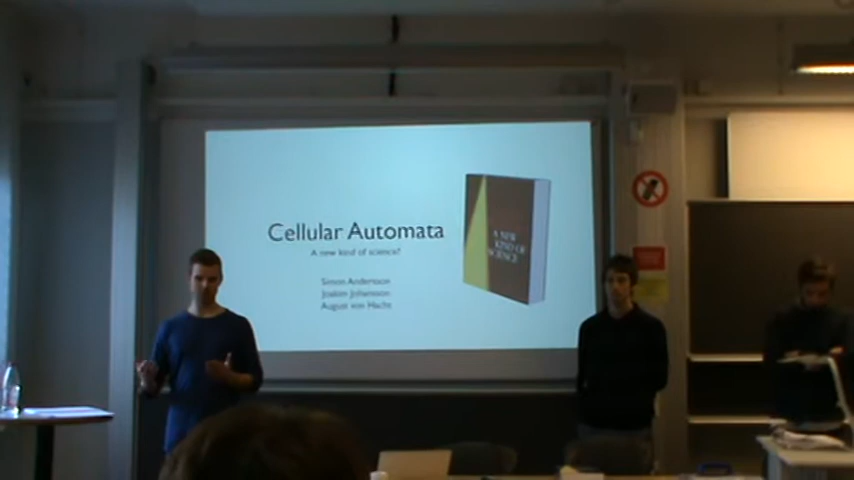 Cellular Automata
A new kind of science?
Simon Andersson
Joakim Johansson
August von Hacht
A NEW
KIND OF
SCIENCE